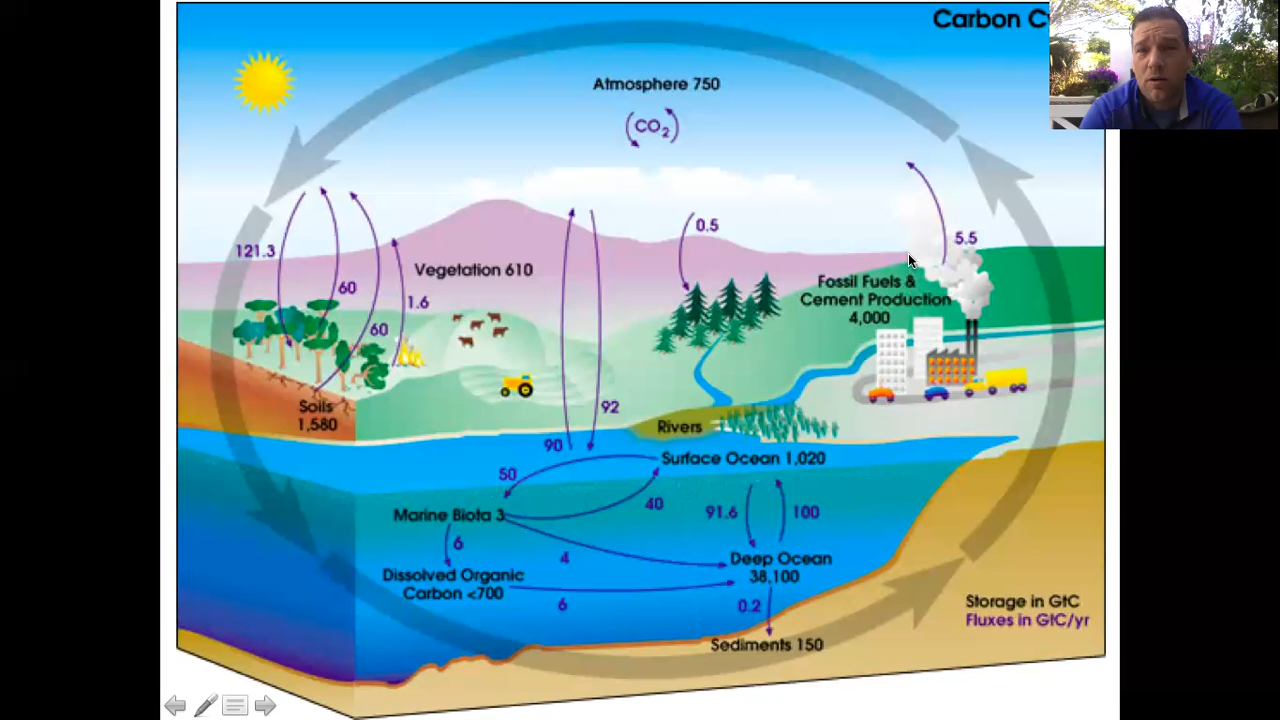 Carbon C
Atmosphere 750
(CO2)
121.3
60
60
1.6
Vegetation 610
0.5
5.5
Fossil Fuels &
Cement Production
4,000
Soils
1,580
92
90
Rivers
Surface Ocean 1,020
50
40
Marine Biota 3
91.6
100
6
4
Deep Ocean
38,100
Dissolved Organic
Carbon <700
6
0.2
Sediments 150
Storage in GtC
Fluxes in GtC/yr